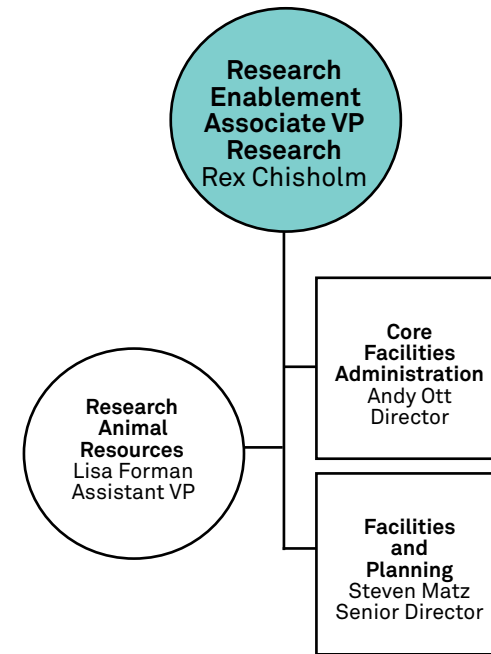 Research
Enablement
Associate VP
Research
Rex Chisholm
Core
Facilities
Administration
Andy Ott
Director
Research
Animal
Resources
Lisa Forman
Assistant VP
Facilities
and
Planning
Steven Matz
Senior Director